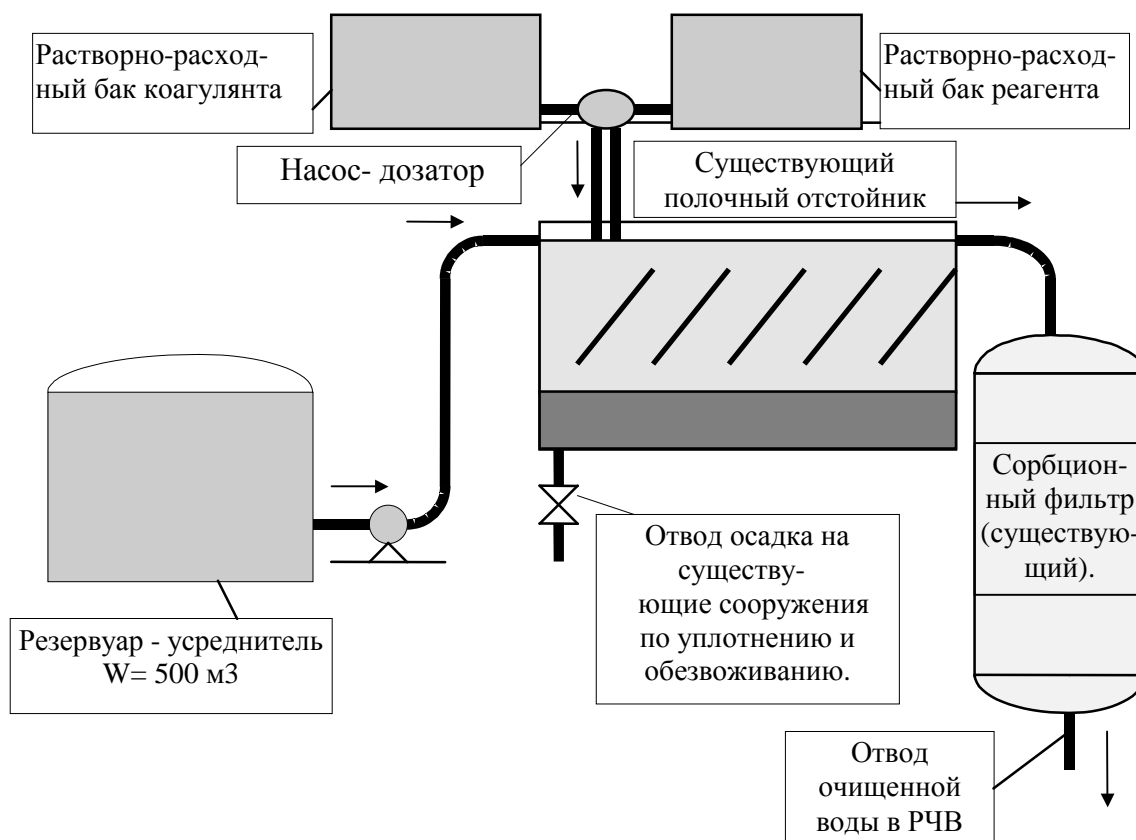 Растворно-расход-
ный бак коагулянта
Растворно-расход-
ный бак реагента
Насос- дозатор
Существующий
полочный отстойник
Сорбцион-
ный фильтр
(существую-
щий).
Отвод осадка на
существу-
ющие сооружения
по уплотнению и
обезвоживанию.
Резервуар - усреднитель
W= 500 м3
Отвод
очищенной
воды в РЧВ